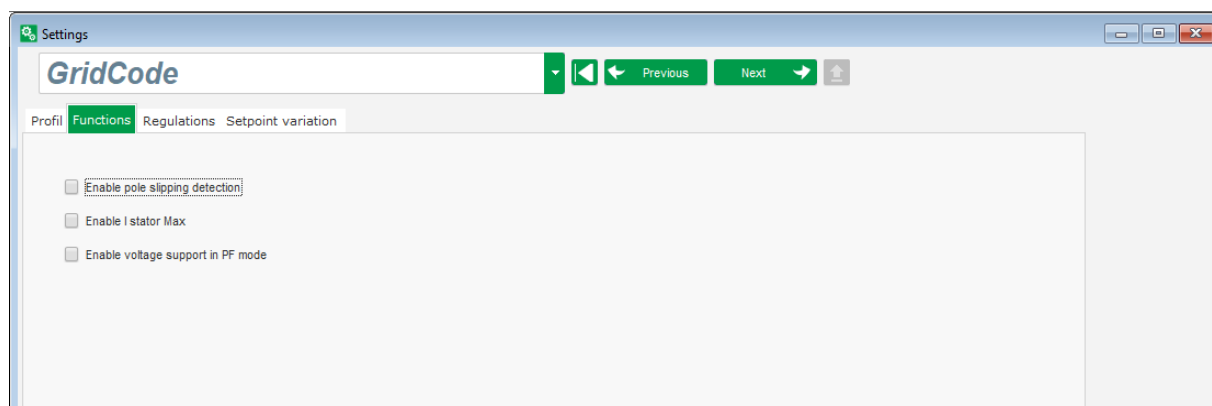 Settings
GridCode
Previous Next
Profil Functions Regulations Setpoint variation
Enable pole slipping detection
Enable I stator Max
Enable voltage support in PF mode